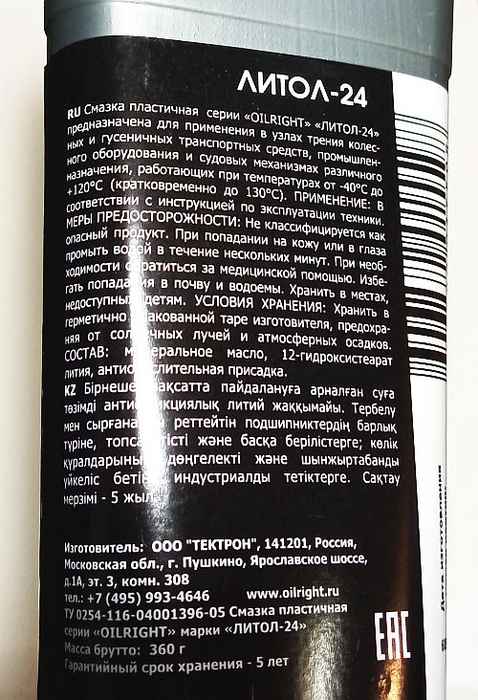 ЛИТОЛ-24
RU Смазка пластичная серии «OILRIGHT» «ЛИТОЛ-24»
предназначена для применения в узлах трения колес-
ных и гусеничных транспортных средств, промышлен-
ного оборудования и судовых механизмах различного
назначения, работающих при температурах от -40°С до
+120°С (кратковременно до 130°С). ПРИМЕНЕНИЕ: В
соответствии с инструкцией по эксплуатации техники.
МЕРЫ ПРЕДОСТОРОЖНОСТИ: Не классифицируется как
опасный продукт. При попадании на кожу или в глаза
промыть водой в течение нескольких минут. При необ-
ходимости обратиться за медицинской помощью. Избе-
гать попадания в почву и водоемы. Хранить в местах,
недоступных детям. УСЛОВИЯ ХРАНЕНИЯ: Хранить в
герметично упакованной таре изготовителя, предохра-
няя от солнечных лучей и атмосферных осадков.
СОСТАВ: минеральное масло, 12-гидроксистеарат
лития, антиокислительная присадка.
KZ Бірнеше мақсатта пайдалануға арналған суға
төзімді антифрикциялық литий жаққымайы. Тербелу
мен сырғанау реттейтін подшипниктердің барлық
түріне, топсалы тісті және басқа берілістерге; көлік
құралдарының дөңгелекті және шынжыртабанды
үйкеліс бетін, индустриалды тетіктерге. Сақтау
мерзімі - 5 жыл.
Изготовитель: ООО "ТЕКТРОН", 141201, Россия,
Московская обл., г. Пушкино, Ярославское шоссе,
д.1А, эт. 3, комн. 308
тел.: +7 (495) 993-4646 www.oilright.ru
ТУ 0254-116-04001396-05 Смазка пластичная
серии «OILRIGHT» марки «ЛИТОЛ-24»
Масса брутто: 360 г
Гарантийный срок хранения - 5 лет
EAC
Дата изготовления